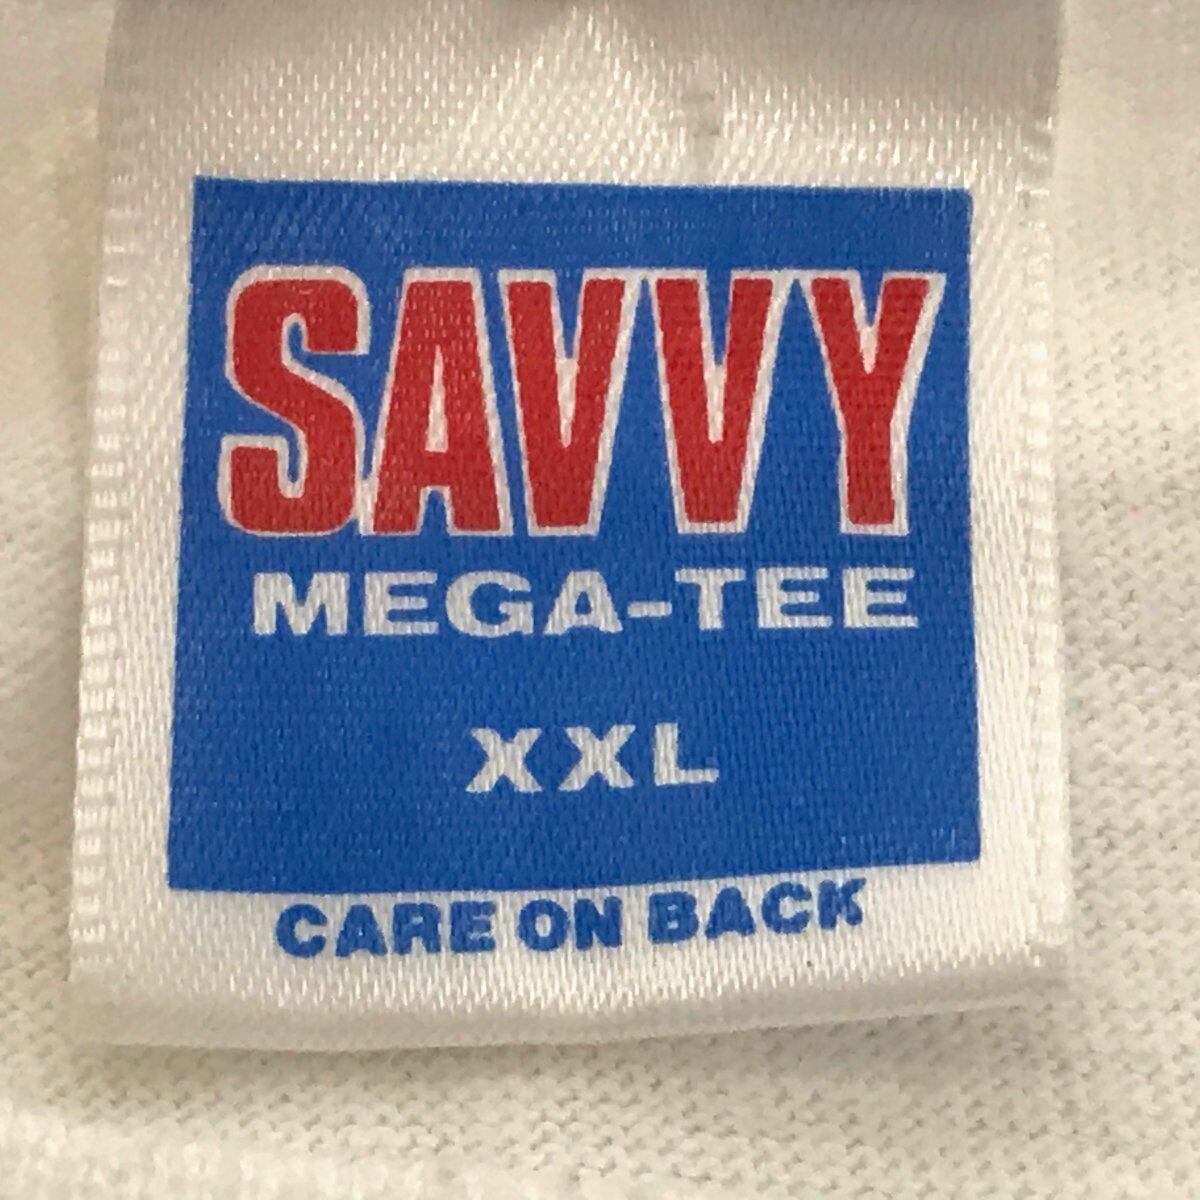 SAVVY
MEGA-TEE
XXL
CARE ON BACK